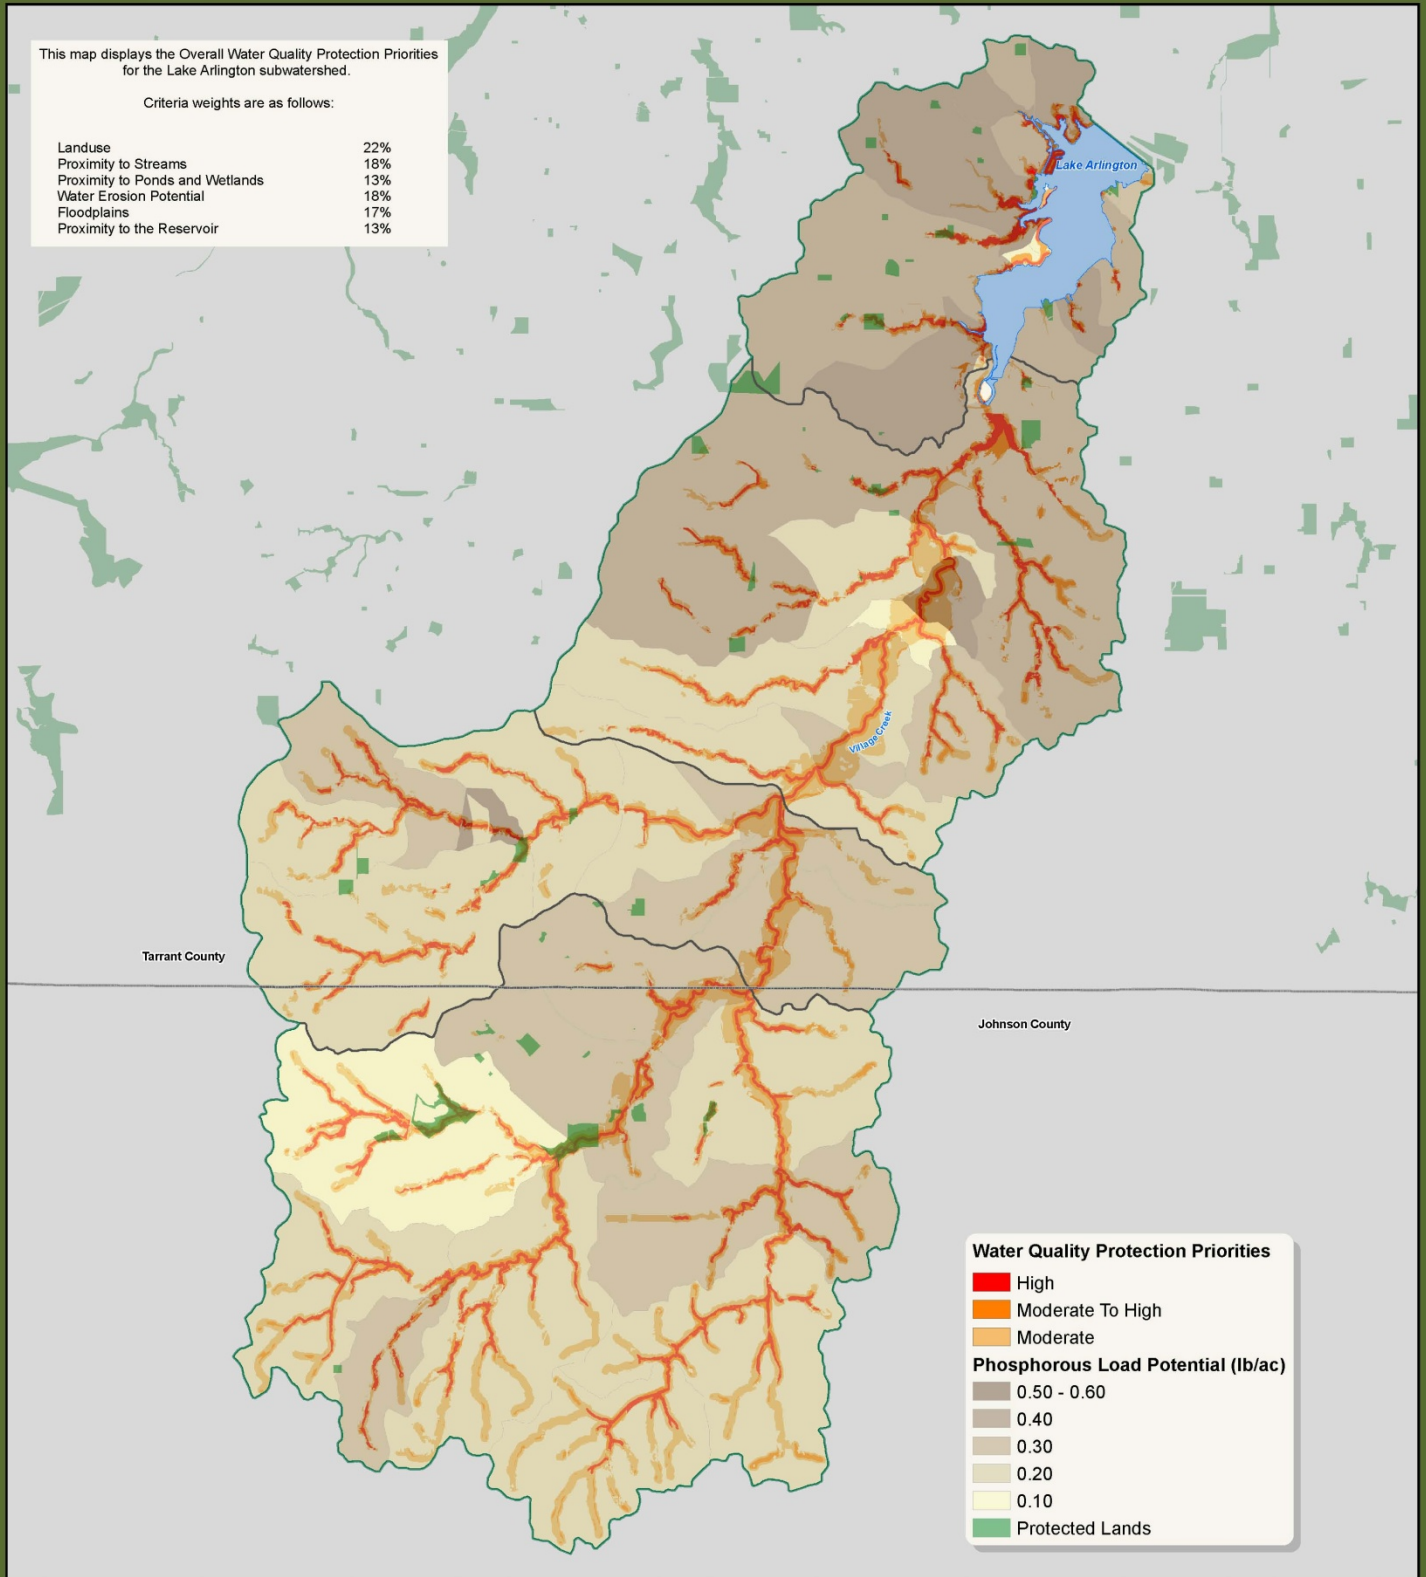 This map displays the Overall Water Quality Protection Priorities
for the Lake Arlington subwatershed.
Criteria weights are as follows:
Landuse 22%
Proximity to Streams 18%
Proximity to Ponds and Wetlands 13%
Water Erosion Potential 18%
Floodplains 17%
Proximity to the Reservoir 13%
Lake Arlington
Village Creek
Tarrant County
Johnson County
Water Quality Protection Priorities
High
Moderate To High
Moderate
Phosphorous Load Potential (lb/ac)
0.50 - 0.60
0.40
0.30
0.20
0.10
Protected Lands